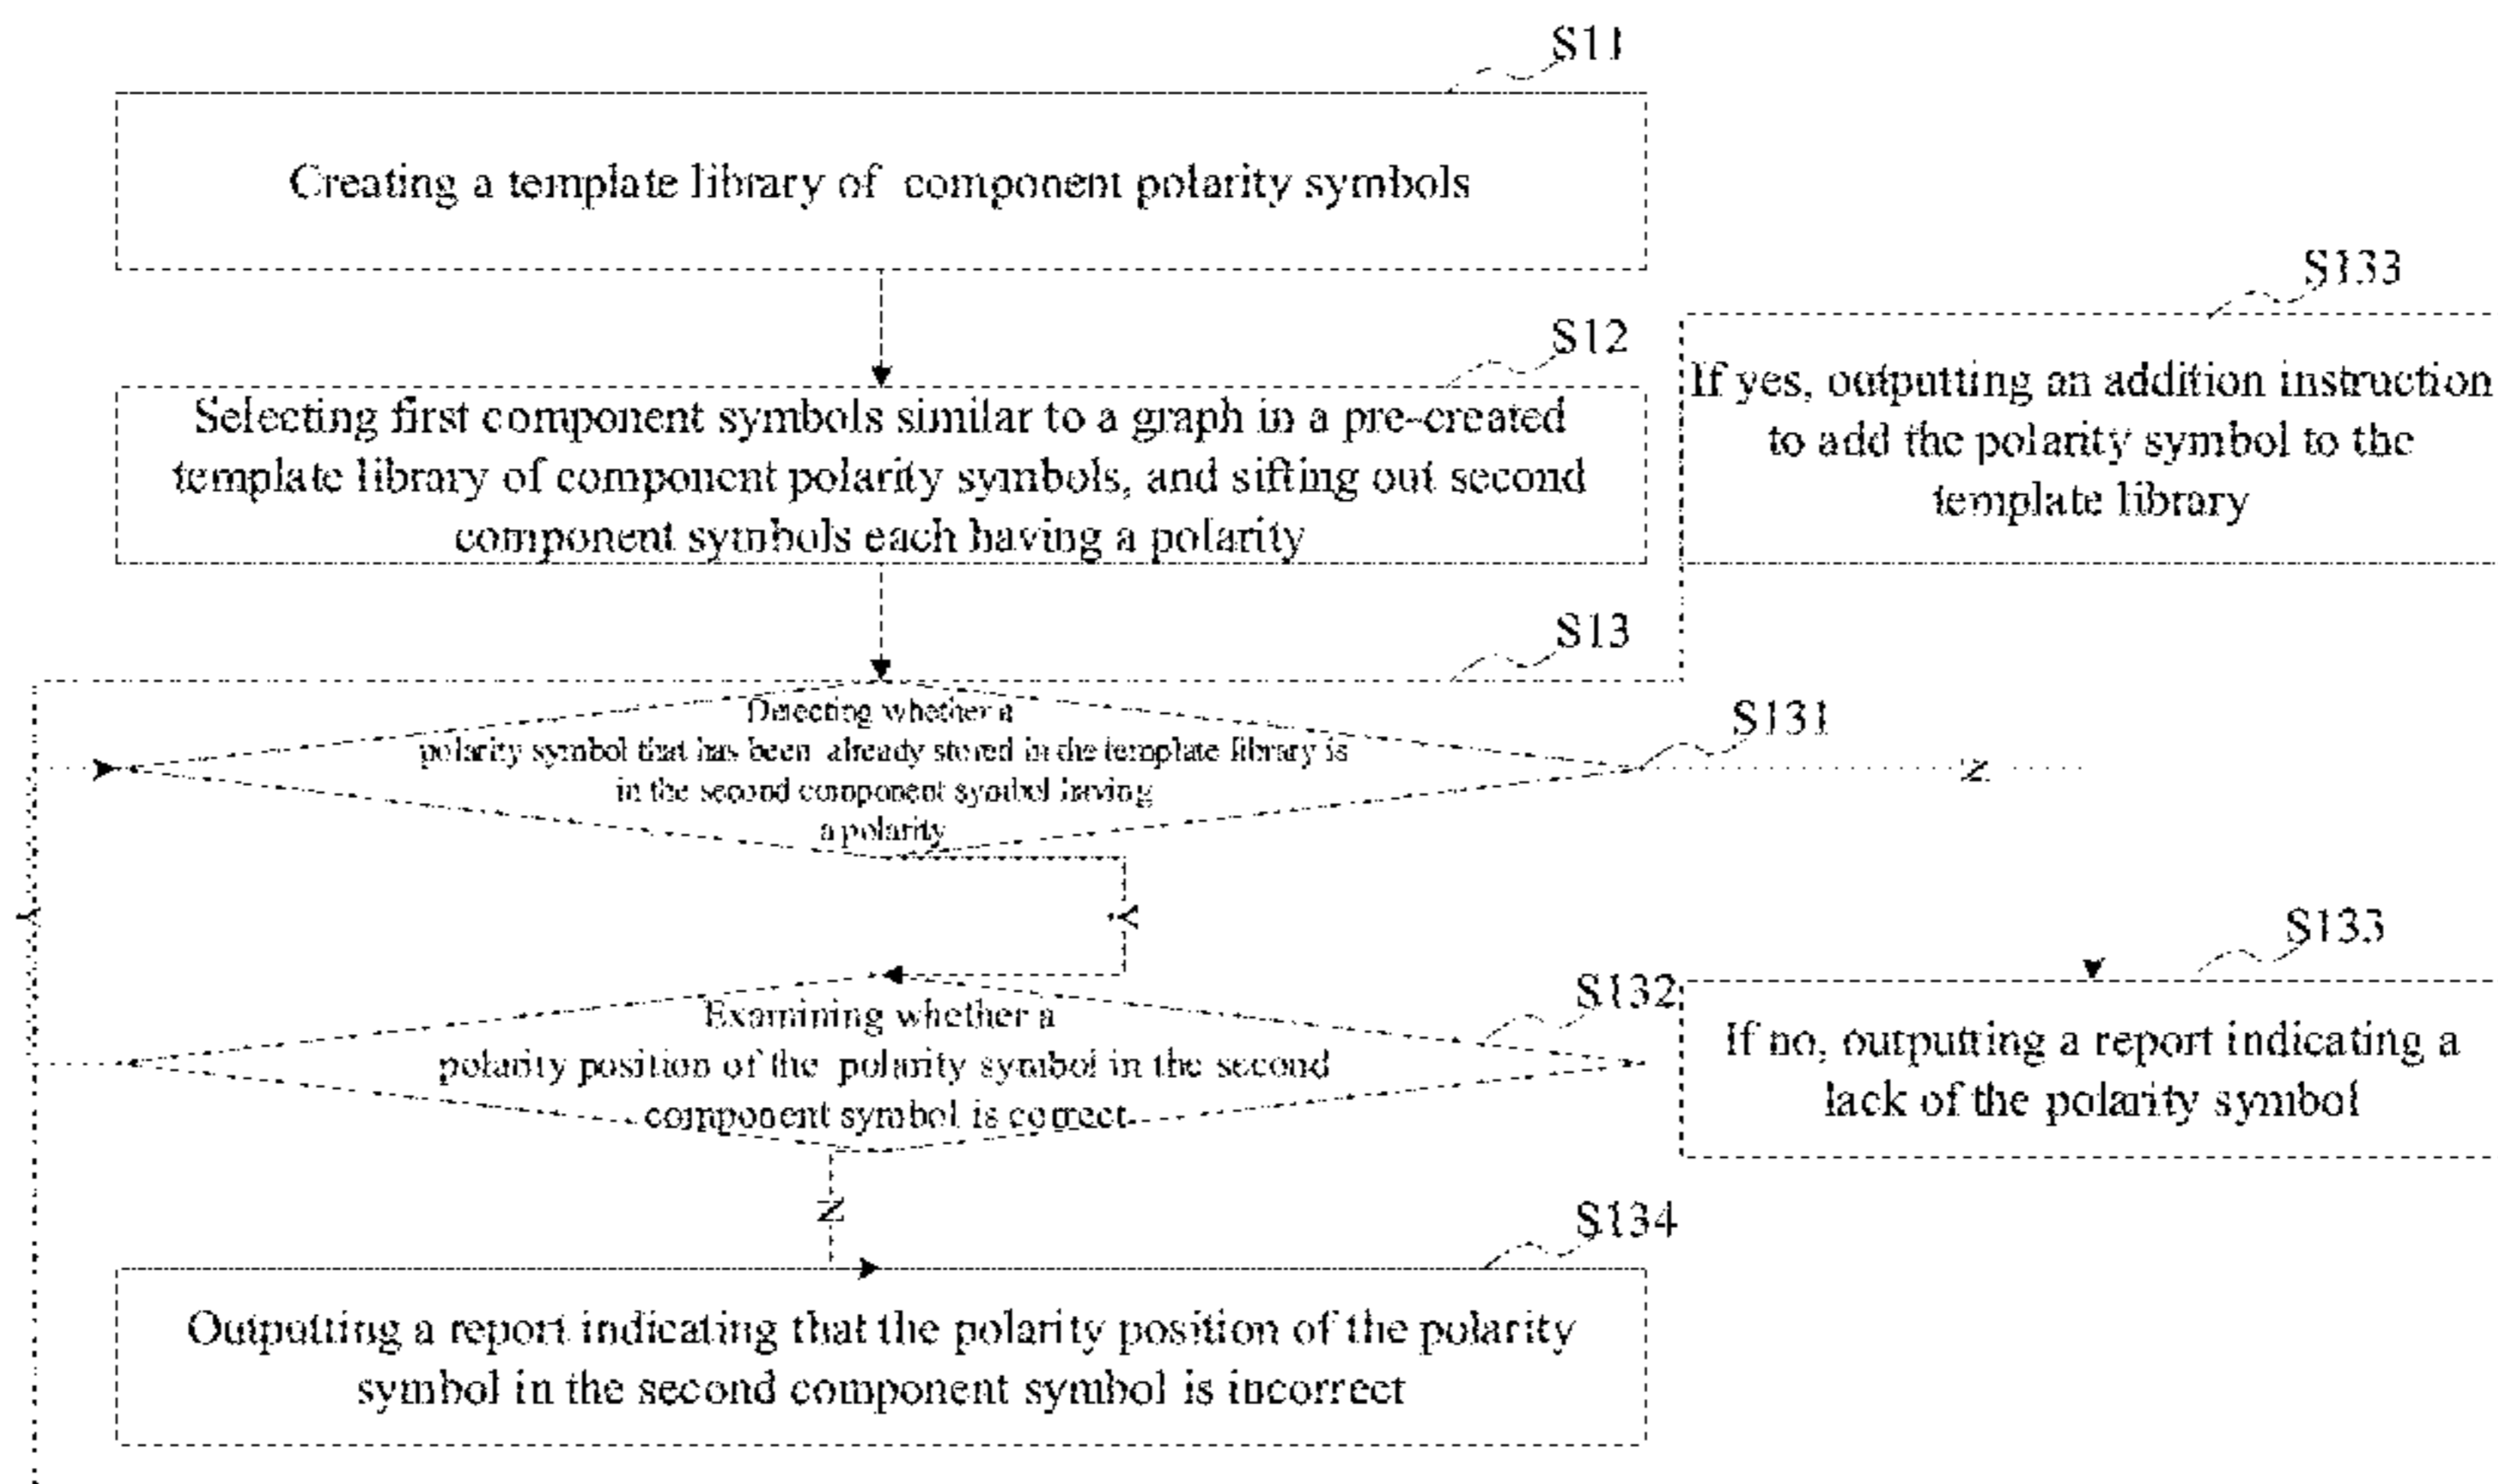 S11
Creating a template library of component polarity symbols
S12
Selecting first component symbols similar to a graph in a pre-created
template library of component polarity symbols, and sifting out second
component symbols each having a polarity
S133
If yes, outputting an addition instruction
to add the polarity symbol to the
template library
S13
Detecting whether a
polarity symbol that has been already stored in the template library is
in the second component symbol having
a polarity
S131
N
Y
Y
S132
Examining whether a
polarity position of the polarity symbol in the second
component symbol is correct
S133
If no, outputting a report indicating a
lack of the polarity symbol
N
S134
Outputting a report indicating that the polarity position of the polarity
symbol in the second component symbol is incorrect